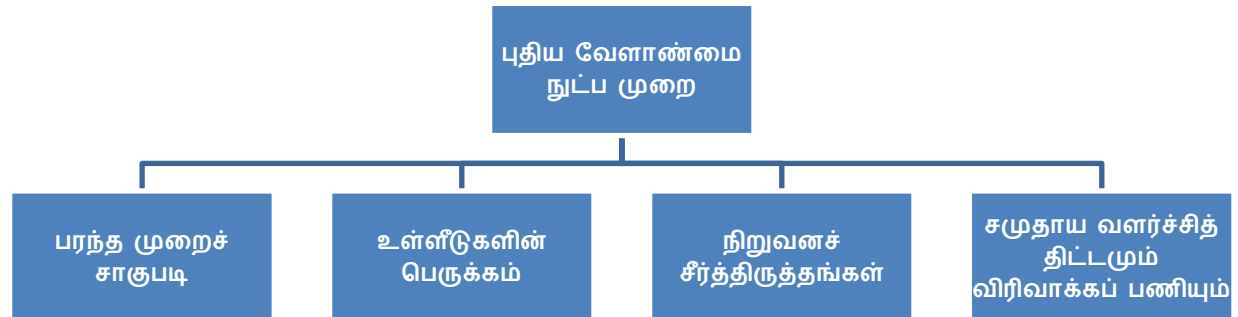 புதிய வேளாண்மை
நுட்ப முறை
பரந்த முறைச்
சாகுபடி
உள்ளீடுகளின்
பெருக்கம்
நிறுவனச்
சீர்த்திருத்தங்கள்
சமுதாய வளர்ச்சித்
திட்டமும்
விரிவாக்கப் பணியும்